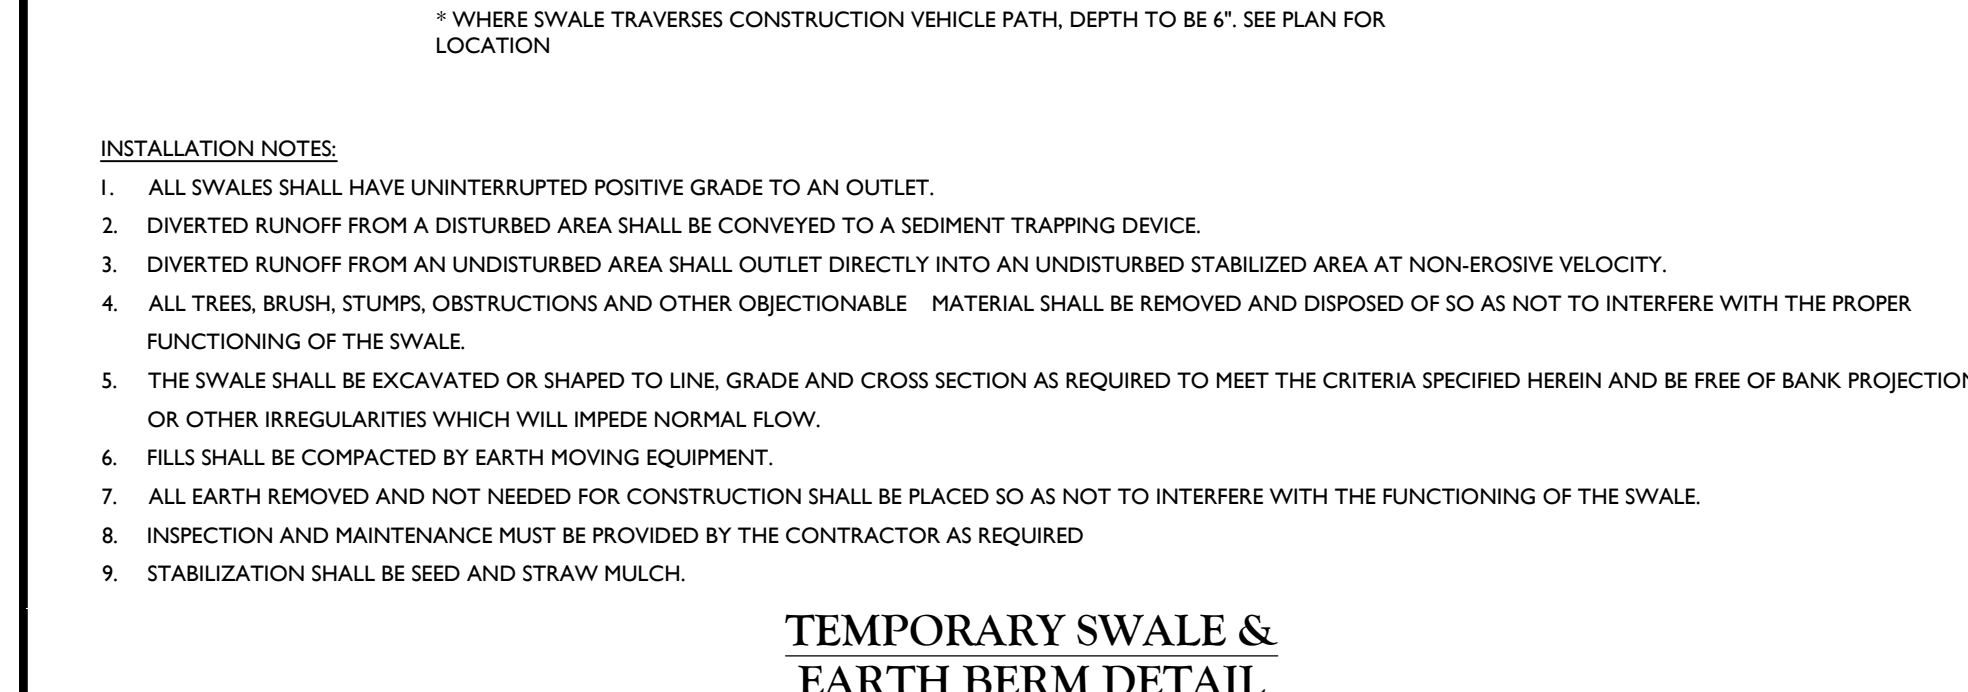 * WHERE SWALE TRAVERSES CONSTRUCTION VEHICLE PATH, DEPTH TO BE 6". SEE PLAN FOR
LOCATION
INSTALLATION NOTES:
1. ALL SWALES SHALL HAVE UNINTERRUPTED POSITIVE GRADE TO AN OUTLET.
2. DIVERTED RUNOFF FROM A DISTURBED AREA SHALL BE CONVEYED TO A SEDIMENT TRAPPING DEVICE.
3. DIVERTED RUNOFF FROM AN UNDISTURBED AREA SHALL OUTLET DIRECTLY INTO AN UNDISTURBED STABILIZED AREA AT NON-EROSIVE VELOCITY.
4. ALL TREES, BRUSH, STUMPS, OBSTRUCTIONS AND OTHER OBJECTIONABLE MATERIAL SHALL BE REMOVED AND DISPOSED OF SO AS NOT TO INTERFERE WITH THE PROPER
FUNCTIONING OF THE SWALE.
5. THE SWALE SHALL BE EXCAVATED OR SHAPED TO LINE, GRADE AND CROSS SECTION AS REQUIRED TO MEET THE CRITERIA SPECIFIED HEREIN AND BE FREE OF BANK PROJECTION
OR OTHER IRREGULARITIES WHICH WILL IMPEDE NORMAL FLOW.
6. FILLS SHALL BE COMPACTED BY EARTH MOVING EQUIPMENT.
7. ALL EARTH REMOVED AND NOT NEEDED FOR CONSTRUCTION SHALL BE PLACED SO AS NOT TO INTERFERE WITH THE FUNCTIONING OF THE SWALE.
8. INSPECTION AND MAINTENANCE MUST BE PROVIDED BY THE CONTRACTOR AS REQUIRED
9. STABILIZATION SHALL BE SEED AND STRAW MULCH.
TEMPORARY SWALE &
EARTH BERM DETAIL